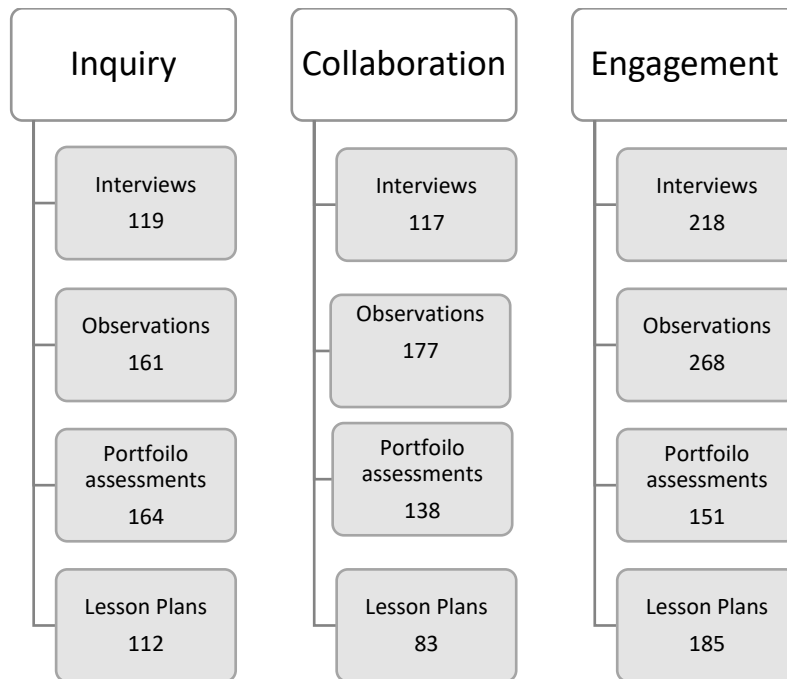 Inquiry
Interviews
119
Observations
161
Portfoilo
assessments
164
Lesson Plans
112
Collaboration
Interviews
117
Observations
177
Portfoilo
assessments
138
Lesson Plans
83
Engagement
Interviews
218
Observations
268
Portfoilo
assessments
151
Lesson Plans
185